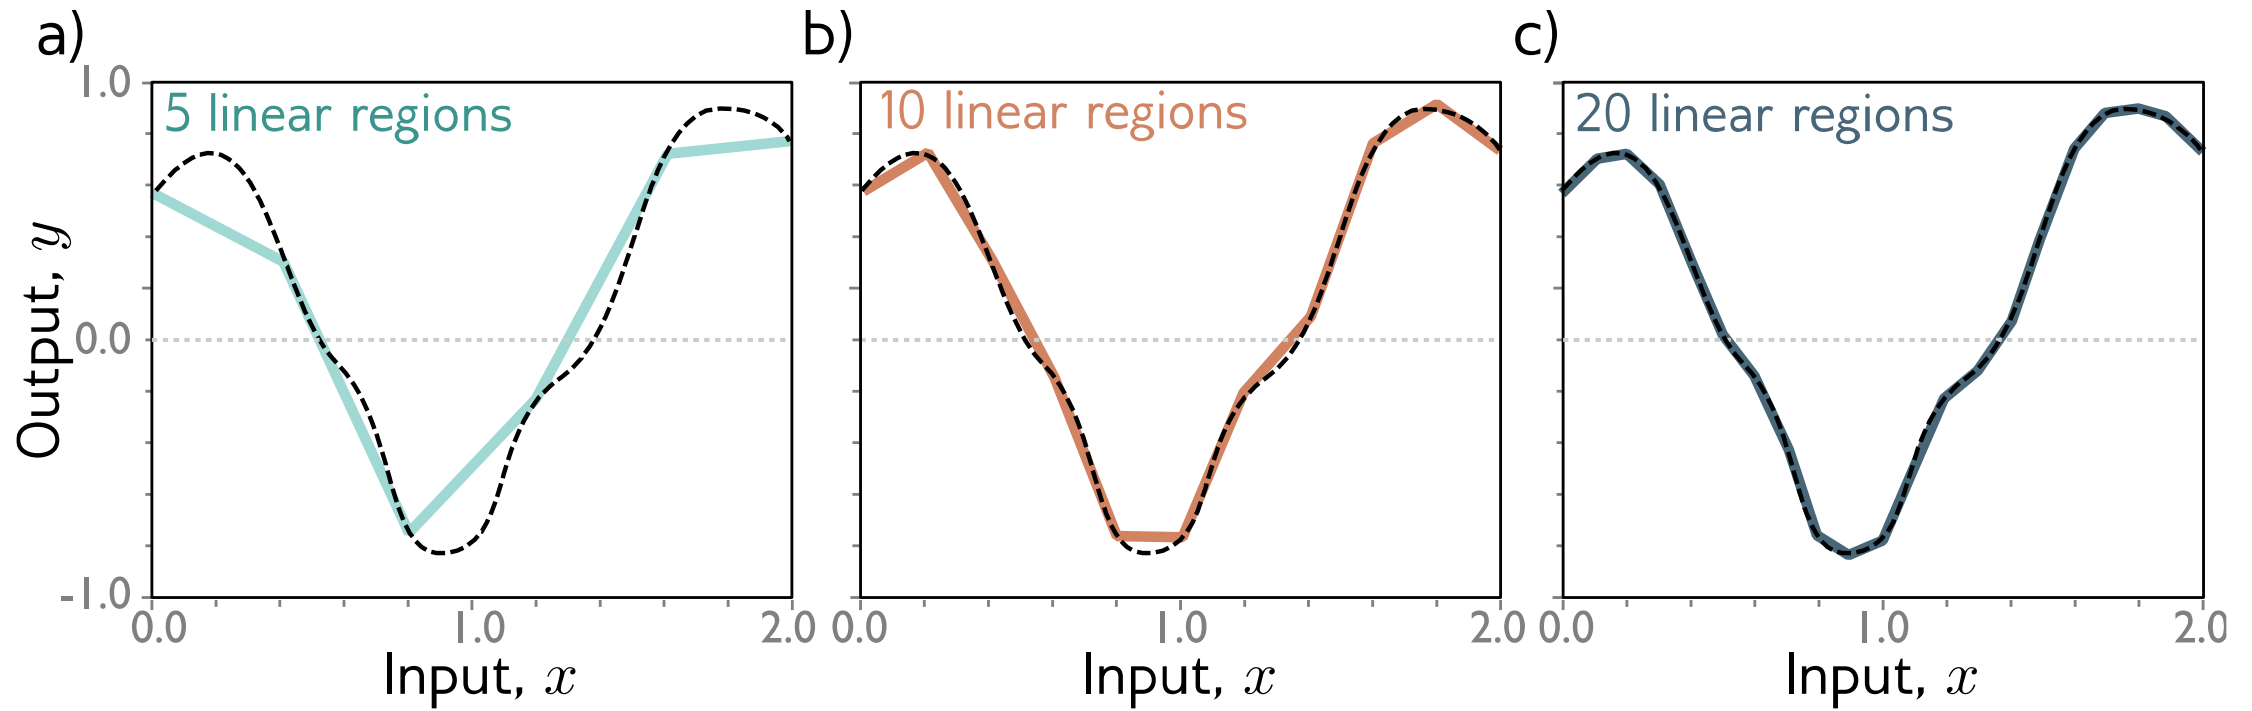 a)
5 linear regions
1.0
0.0
-1.0
Output, y
0.0 1.0 2.0
Input, x
b)
10 linear regions
0.0 1.0 2.0
Input, x
c)
20 linear regions
0.0 1.0 2.0
Input, x